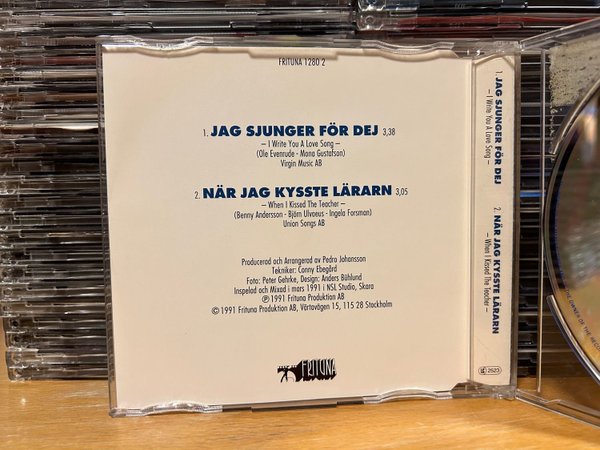 FRITUNA 1280 2
1. JAG SJUNGER FÖR DEJ 3,38
– I Write You A Love Song –
(Ole Evenrude - Mona Gustafson)
Virgin Music AB
2. NÄR JAG KYSSTE LÄRARN 3,05
– When I Kissed The Teacher –
(Benny Andersson - Björn Ulvaeus - Ingela Forsman)
Union Songs AB
Producerad och Arrangerad av Pedro Johansson
Tekniker: Conny Ebegård
Foto: Peter Gehrke, Design: Anders Bühlund
Inspelad och Mixad i mars 1991 i NSL Studio, Skara
Ⓟ 1991 Frituna Produktion AB
© 1991 Frituna Produktion AB, Värtavägen 15, 115 28 Stockholm
FRITUNA
1. JAG SJUNGER FÖR DEJ
– I Write You A Love Song –
2. NÄR JAG KYSSTE LÄRARN
– When I Kissed The Teacher –
2523
THE OWNER OF THE